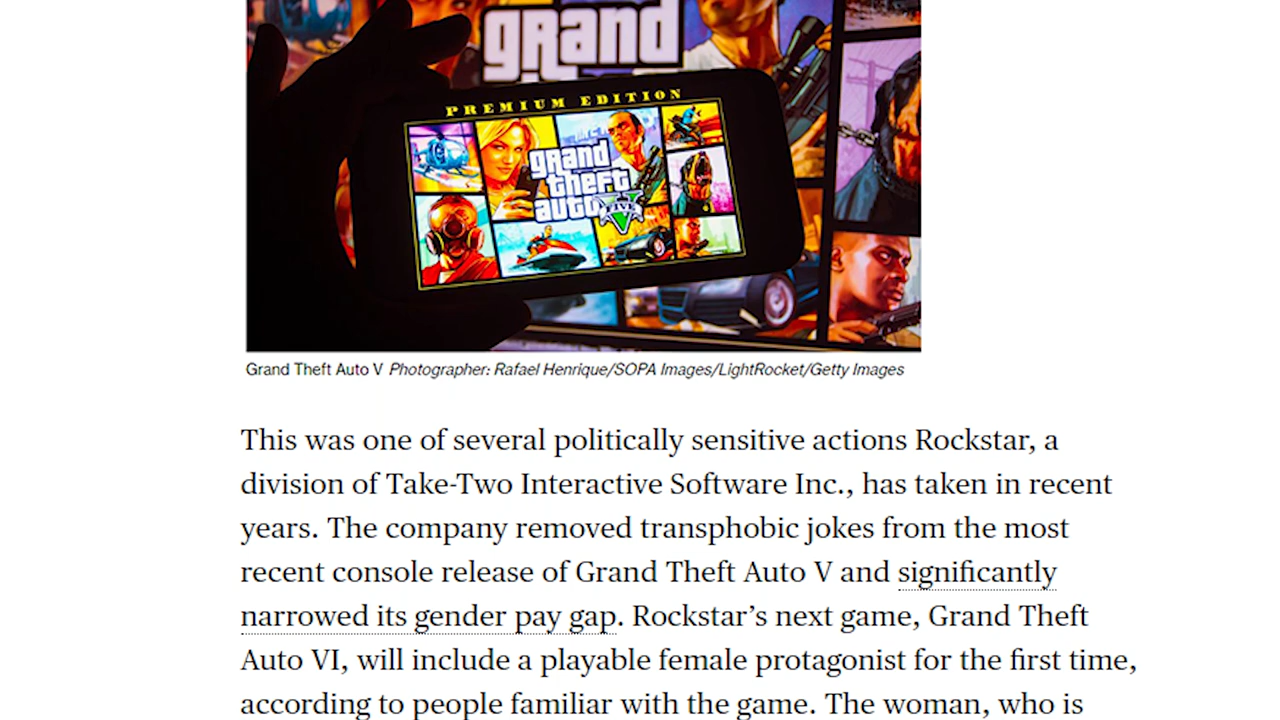 grand
PREMIUM EDITION
grand
theft
auto
FIVE
Grand Theft Auto V Photographer: Rafael Henrique/SOPA Images/LightRocket/Getty Images
This was one of several politically sensitive actions Rockstar, a
division of Take-Two Interactive Software Inc., has taken in recent
years. The company removed transphobic jokes from the most
recent console release of Grand Theft Auto V and significantly
narrowed its gender pay gap. Rockstar’s next game, Grand Theft
Auto VI, will include a playable female protagonist for the first time,
according to people familiar with the game. The woman, who is